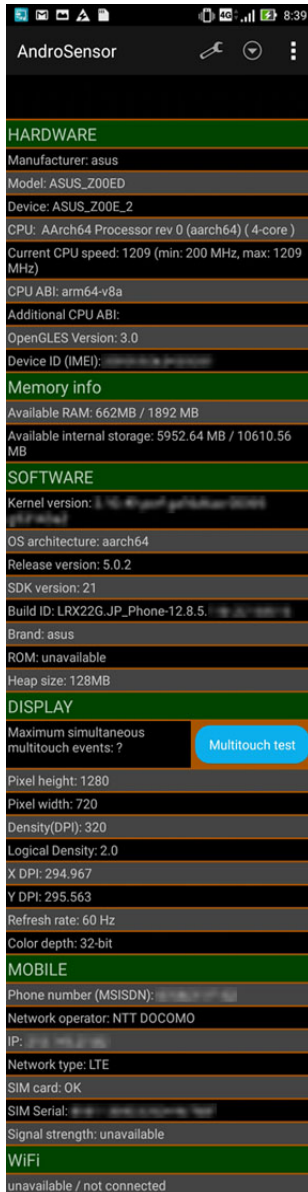 4G 8:39
AndroSensor
HARDWARE
Manufacturer: asus
Model: ASUS_Z00ED
Device: ASUS_Z00E_2
CPU: AArch64 Processor rev 0 (aarch64) ( 4-core )
Current CPU speed: 1209 (min: 200 MHz, max: 1209
MHz)
CPU ABI: arm64-v8a
Additional CPU ABI:
OpenGLES Version: 3.0
Device ID (IMEI):
Memory info
Available RAM: 662MB / 1892 MB
Available internal storage: 5952.64 MB / 10610.56
MB
SOFTWARE
Kernel version:
OS architecture: aarch64
Release version: 5.0.2
SDK version: 21
Build ID: LRX22G.JP_Phone-12.8.5.
Brand: asus
ROM: unavailable
Heap size: 128MB
DISPLAY
Maximum simultaneous
multitouch events: ?
Multitouch test
Pixel height: 1280
Pixel width: 720
Density(DPI): 320
Logical Density: 2.0
X DPI: 294.967
Y DPI: 295.563
Refresh rate: 60 Hz
Color depth: 32-bit
MOBILE
Phone number (MSISDN):
Network operator: NTT DOCOMO
IP:
Network type: LTE
SIM card: OK
SIM Serial:
Signal strength: unavailable
WiFi
unavailable / not connected